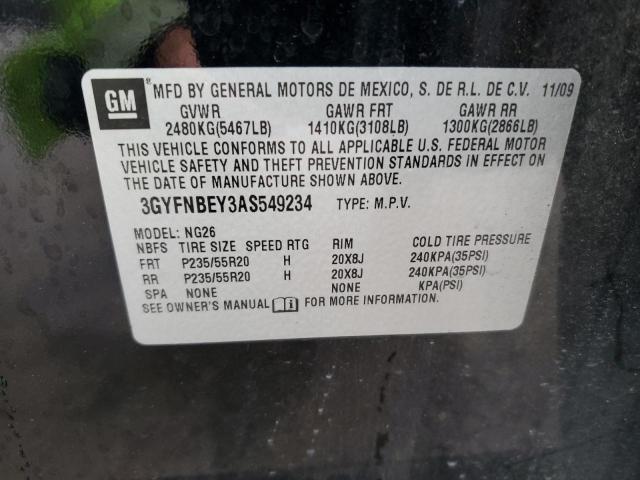 GM ® MFD BY GENERAL MOTORS DE MEXICO, S. DE R.L. DE C.V. 11/09
GVWR GAWR FRT GAWR RR
2480KG(5467LB) 1410KG(3108LB) 1300KG(2866LB)
THIS VEHICLE CONFORMS TO ALL APPLICABLE U.S. FEDERAL MOTOR
VEHICLE SAFETY AND THEFT PREVENTION STANDARDS IN EFFECT ON
THE DATE OF MANUFACTURE SHOWN ABOVE.
3GYFNBEY3AS549234 TYPE: M.P.V.
MODEL: NG26
NBFS TIRE SIZE SPEED RTG RIM COLD TIRE PRESSURE
FRT P235/55R20 H 20X8J 240KPA(35PSI)
RR P235/55R20 H 20X8J 240KPA(35PSI)
SPA NONE NONE KPA(PSI)
SEE OWNER'S MANUAL FOR MORE INFORMATION.